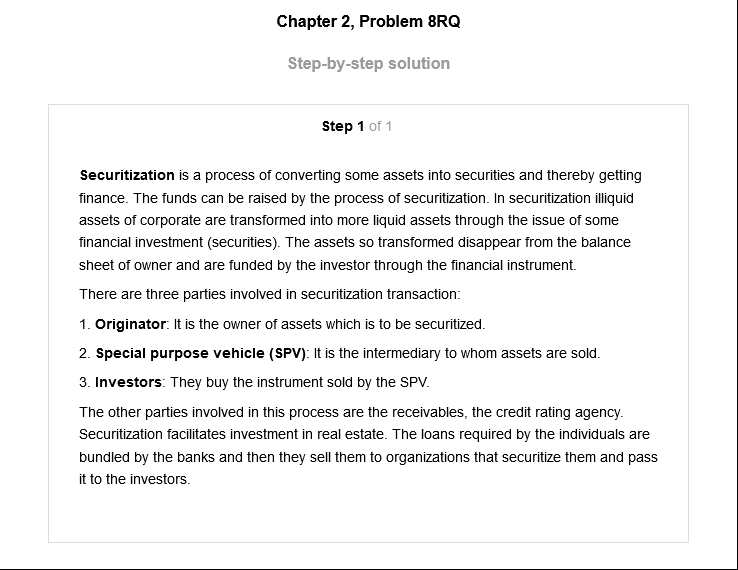 Chapter 2, Problem 8RQ
Step-by-step solution
Step 1 of 1
Securitization is a process of converting some assets into securities and thereby getting
finance. The funds can be raised by the process of securitization. In securitization illiquid
assets of corporate are transformed into more liquid assets through the issue of some
financial investment (securities). The assets so transformed disappear from the balance
sheet of owner and are funded by the investor through the financial instrument.
There are three parties involved in securitization transaction:
1. Originator: It is the owner of assets which is to be securitized.
2. Special purpose vehicle (SPV): It is the intermediary to whom assets are sold.
3. Investors: They buy the instrument sold by the SPV.
The other parties involved in this process are the receivables, the credit rating agency.
Securitization facilitates investment in real estate. The loans required by the individuals are
bundled by the banks and then they sell them to organizations that securitize them and pass
it to the investors.